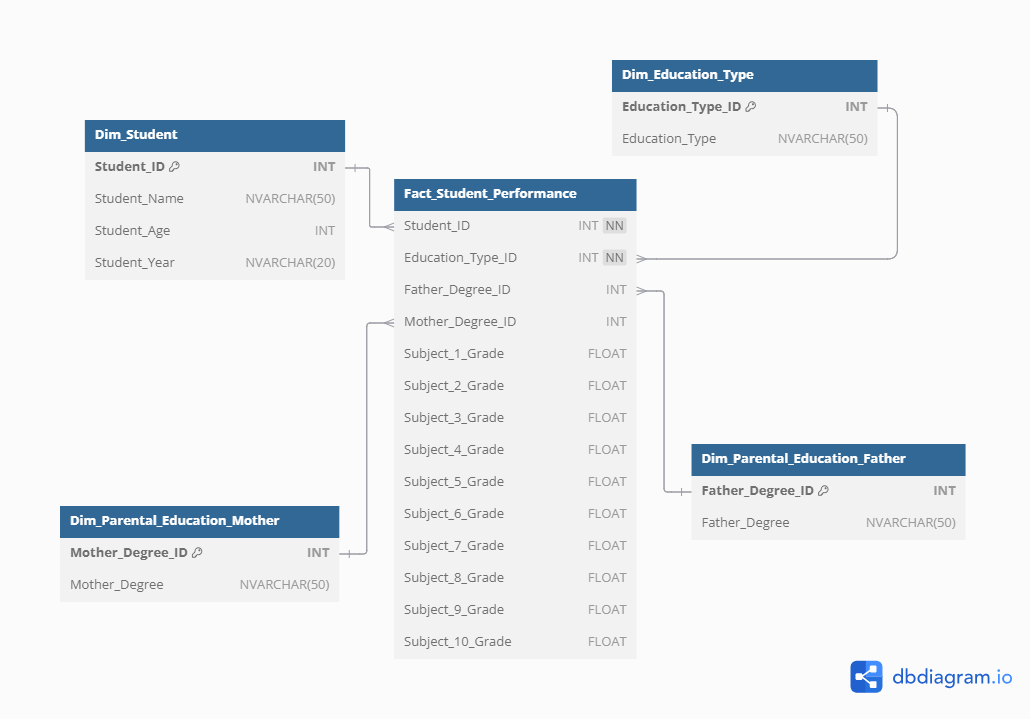 Dim_Education_Type
Education_Type_ID INT
Education_Type NVARCHAR(50)
Dim_Student
Student_ID INT
Student_Name NVARCHAR(50)
Student_Age INT
Student_Year NVARCHAR(20)
Fact_Student_Performance
Student_ID INT NN
Education_Type_ID INT NN
Father_Degree_ID INT
Mother_Degree_ID INT
Subject_1_Grade FLOAT
Subject_2_Grade FLOAT
Subject_3_Grade FLOAT
Subject_4_Grade FLOAT
Subject_5_Grade FLOAT
Subject_6_Grade FLOAT
Subject_7_Grade FLOAT
Subject_8_Grade FLOAT
Subject_9_Grade FLOAT
Subject_10_Grade FLOAT
Dim_Parental_Education_Father
Father_Degree_ID INT
Father_Degree NVARCHAR(50)
Dim_Parental_Education_Mother
Mother_Degree_ID INT
Mother_Degree NVARCHAR(50)
dbdiagram.io